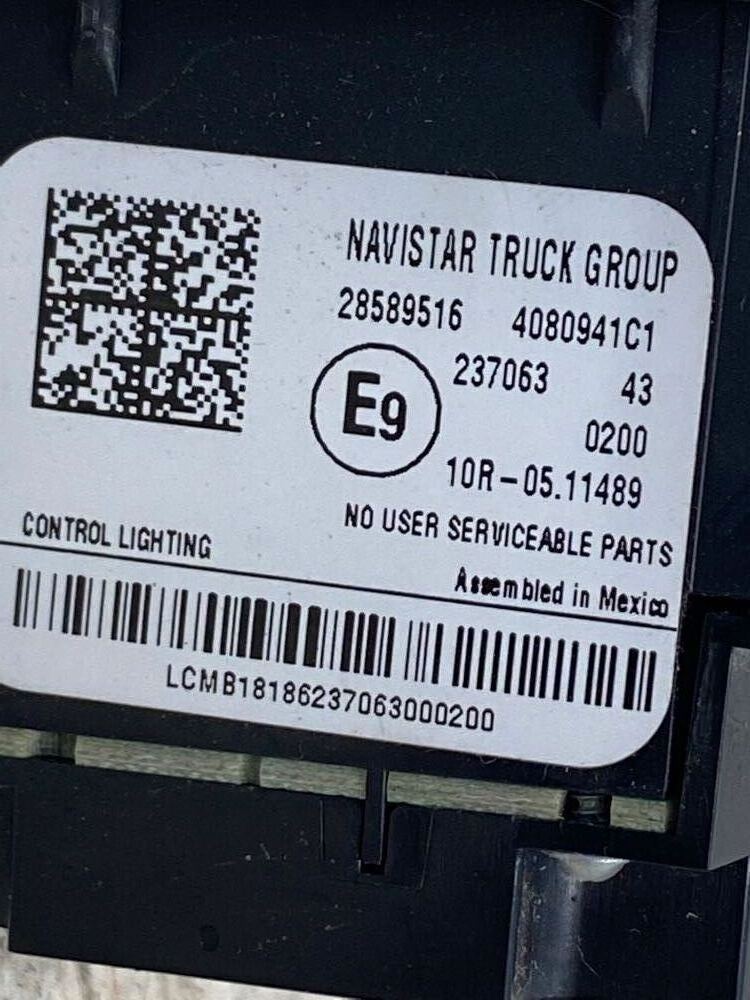 NAVISTAR TRUCK GROUP
28589516 4080941C1
E9
237063 43
0200
10R-05.11489
NO USER SERVICEABLE PARTS
CONTROL LIGHTING
Assembled in Mexico
LCMB18186237063000200